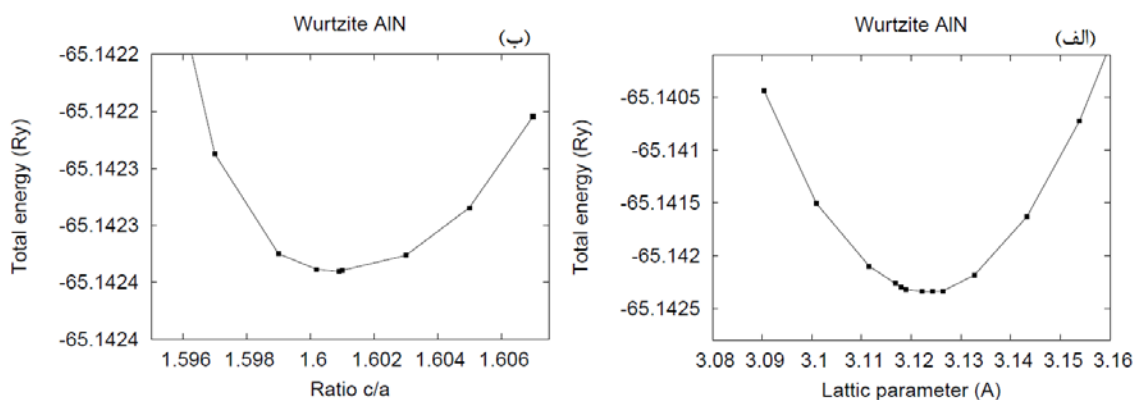 Wurtzite AlN
(ب)
-65.1422
-65.1422
-65.1423
-65.1423
-65.1424
-65.1424
Total energy (Ry)
1.596 1.598 1.6 1.602 1.604 1.606
Ratio c/a
Wurtzite AlN
(الف)
-65.1405
-65.141
-65.1415
-65.142
-65.1425
Total energy (Ry)
3.08 3.09 3.1 3.11 3.12 3.13 3.14 3.15 3.16
Lattic parameter (A)